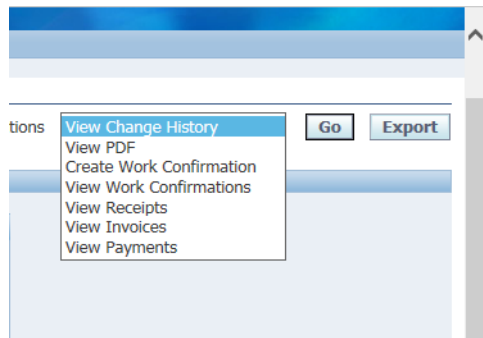 tions View Change History Go Export
View PDF
Create Work Confirmation
View Work Confirmations
View Receipts
View Invoices
View Payments